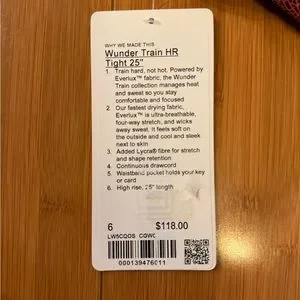 WHY WE MADE THIS
Wunder Train HR
Tight 25"
1. Train hard, not hot. Powered by
Everlux™ fabric, the Wunder
Train collection manages heat
and sweat so you stay
comfortable and focused
2. Our fastest drying fabric,
Everlux™ is ultra-breathable,
four-way stretch, and wicks
away sweat. It feels soft on
the outside and cool and sleek
next to skin
3. Added Lycra® fibre for stretch
and shape retention
4. Continuous drawcord
5. Waistband pocket holds your key
or card
6. High rise, 25" length
6 $118.00
000139476011